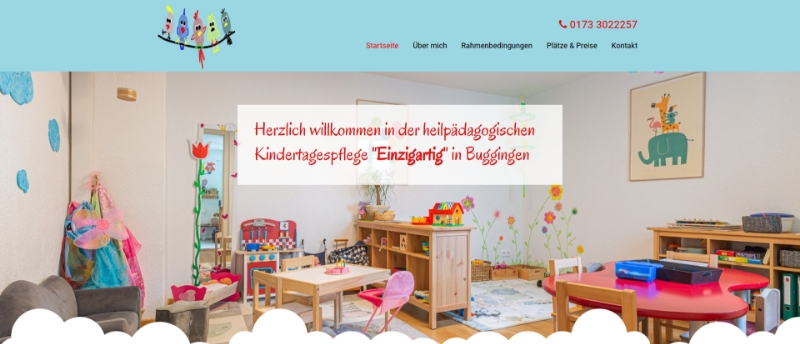 0173 3022257
Startseite Über mich Rahmenbedingungen Plätze & Preise Kontakt
Herzlich willkommen in der heilpädagogischen
Kindertagespflege "Einzigartig" in Buggingen